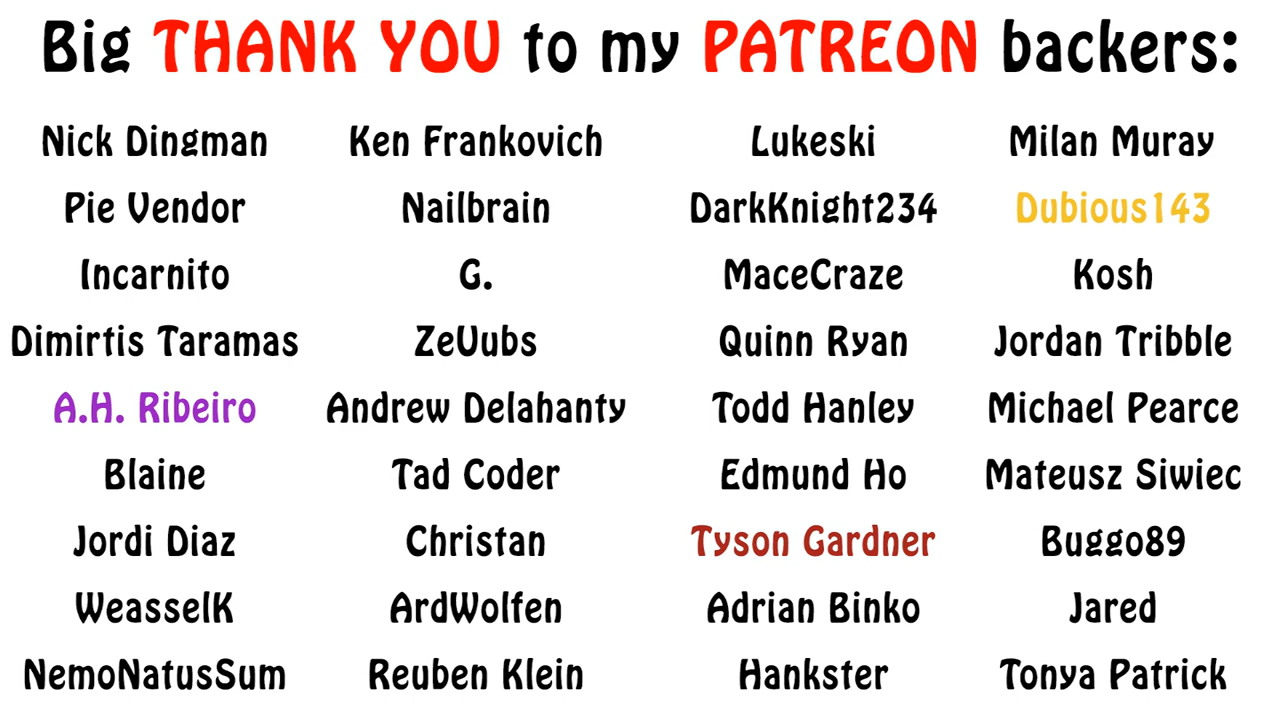 Big THANK YOU to my PATREON backers:
Nick Dingman Ken Frankovich Lukeski Milan Muray
Pie Vendor Nailbrain DarkKnight234 Dubious143
Incarnito G. MaceCraze Kosh
Dimirtis Taramas ZeVubs Quinn Ryan Jordan Tribble
A.H. Ribeiro Andrew Delahanty Todd Hanley Michael Pearce
Blaine Tad Coder Edmund Ho Mateusz Siwiec
Jordi Diaz Christan Tyson Gardner Buggo89
WeasselK ArdWolfen Adrian Binko Jared
NemoNatusSum Reuben Klein Hankster Tonya Patrick